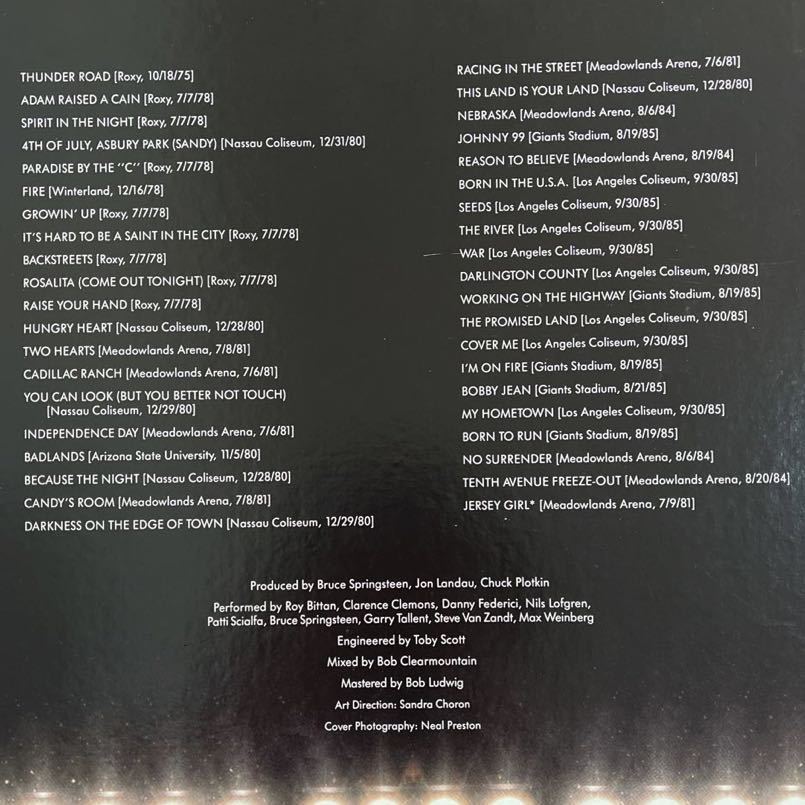 THUNDER ROAD [Roxy, 10/18/75]
ADAM RAISED A CAIN [Roxy, 7/7/78]
SPIRIT IN THE NIGHT [Roxy, 7/7/78]
4TH OF JULY, ASBURY PARK (SANDY) [Nassau Coliseum, 12/31/80]
PARADISE BY THE "C" [Roxy, 7/7/78]
FIRE [Winterland, 12/16/78]
GROWIN' UP [Roxy, 7/7/78]
IT'S HARD TO BE A SAINT IN THE CITY [Roxy, 7/7/78]
BACKSTREETS [Roxy, 7/7/78]
ROSALITA (COME OUT TONIGHT) [Roxy, 7/7/78]
RAISE YOUR HAND [Roxy, 7/7/78]
HUNGRY HEART [Nassau Coliseum, 12/28/80]
TWO HEARTS [Meadowlands Arena, 7/8/81]
CADILLAC RANCH [Meadowlands Arena, 7/6/81]
YOU CAN LOOK (BUT YOU BETTER NOT TOUCH)
[Nassau Coliseum, 12/29/80]
INDEPENDENCE DAY [Meadowlands Arena, 7/6/81]
BADLANDS [Arizona State University, 11/5/80]
BECAUSE THE NIGHT [Nassau Coliseum, 12/28/80]
CANDY'S ROOM [Meadowlands Arena, 7/8/81]
DARKNESS ON THE EDGE OF TOWN [Nassau Coliseum, 12/29/80]
RACING IN THE STREET [Meadowlands Arena, 7/6/81]
THIS LAND IS YOUR LAND [Nassau Coliseum, 12/28/80]
NEBRASKA [Meadowlands Arena, 8/6/84]
JOHNNY 99 [Giants Stadium, 8/19/85]
REASON TO BELIEVE [Meadowlands Arena, 8/19/84]
BORN IN THE U.S.A. [Los Angeles Coliseum, 9/30/85]
SEEDS [Los Angeles Coliseum, 9/30/85]
THE RIVER [Los Angeles Coliseum, 9/30/85]
WAR [Los Angeles Coliseum, 9/30/85]
DARLINGTON COUNTY [Los Angeles Coliseum, 9/30/85]
WORKING ON THE HIGHWAY [Giants Stadium, 8/19/85]
THE PROMISED LAND [Los Angeles Coliseum, 9/30/85]
COVER ME [Los Angeles Coliseum, 9/30/85]
I'M ON FIRE [Giants Stadium, 8/19/85]
BOBBY JEAN [Giants Stadium, 8/21/85]
MY HOMETOWN [Los Angeles Coliseum, 9/30/85]
BORN TO RUN [Giants Stadium, 8/19/85]
NO SURRENDER [Meadowlands Arena, 8/6/84]
TENTH AVENUE FREEZE-OUT [Meadowlands Arena, 8/20/84]
JERSEY GIRL* [Meadowlands Arena, 7/9/81]
Produced by Bruce Springsteen, Jon Landau, Chuck Plotkin
Performed by Roy Bittan, Clarence Clemons, Danny Federici, Nils Lofgren,
Patti Scialfa, Bruce Springsteen, Garry Tallent, Steve Van Zandt, Max Weinberg
Engineered by Toby Scott
Mixed by Bob Clearmountain
Mastered by Bob Ludwig
Art Direction: Sandra Choron
Cover Photography: Neal Preston